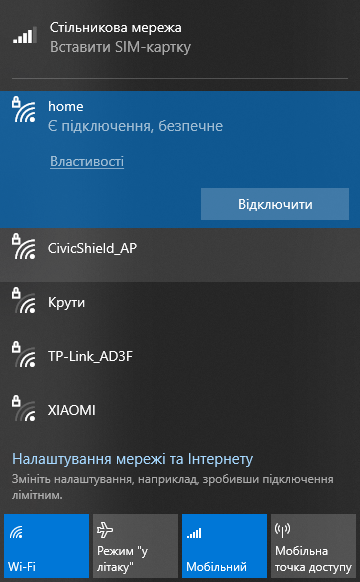 Стільникова мережа
Вставити SIM-картку
home
Є підключення, безпечне
Властивості
Відключити
CivicShield_AP
Крути
TP-Link_AD3F
XIAOMI
Налаштування мережі та Інтернету
Змініть налаштування, наприклад, зробивши підключення
лімітним.
Wi-Fi
Режим "у
літаку"
Мобільний
Мобільна
точка доступу